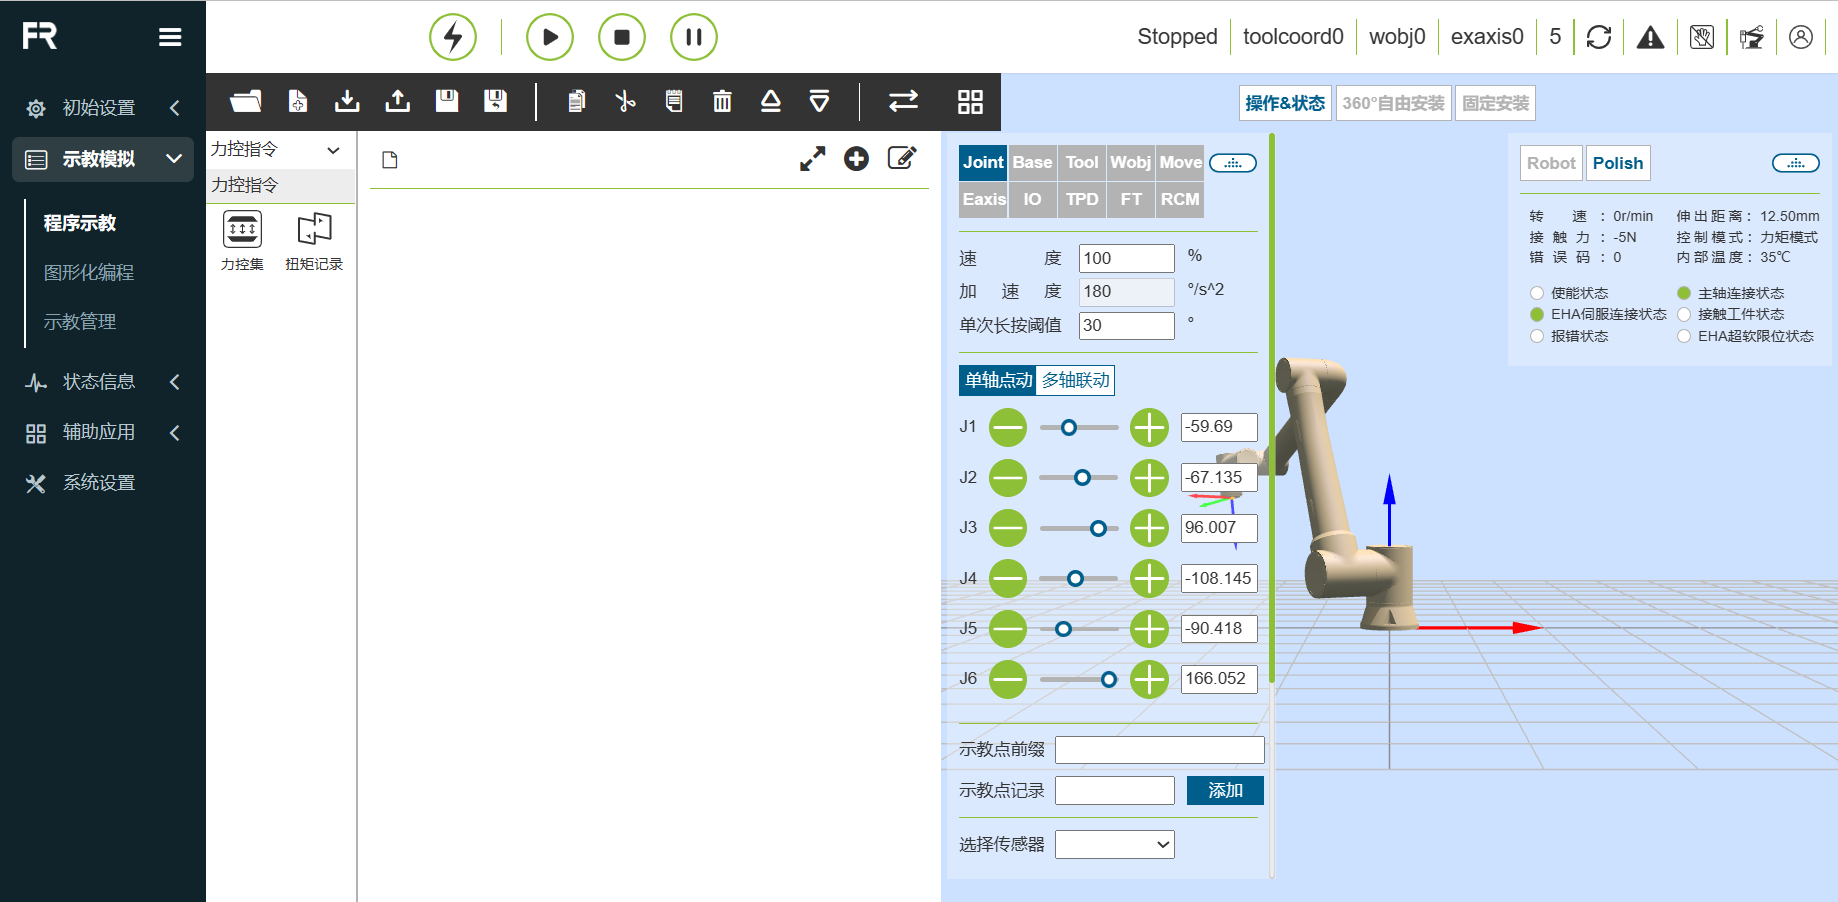 FR
Stopped
toolcoord0
wobj0
exaxis0
5
初始设置
示教模拟
程序示教
图形化编程
示教管理
状态信息
辅助应用
系统设置
力控指令
力控指令
力控集
扭矩记录
操作&状态
360°自由安装
固定安装
Joint Base Tool Wobj Move
Eaxis IO TPD FT RCM
速度 100 %
加速度 180 °/s^2
单次长按阈值 30 °
单轴点动 多轴联动
J1 -59.69
J2 -67.135
J3 96.007
J4 -108.145
J5 -90.418
J6 166.052
示教点前缀
示教点记录 添加
选择传感器
Robot Polish
转速：0r/min 伸出距离：12.50mm
接触力：-5N 控制模式：力矩模式
错误码：0 内部温度：35℃
使能状态 主轴连接状态
EHA伺服连接状态 接触工件状态
报错状态 EHA超软限位状态